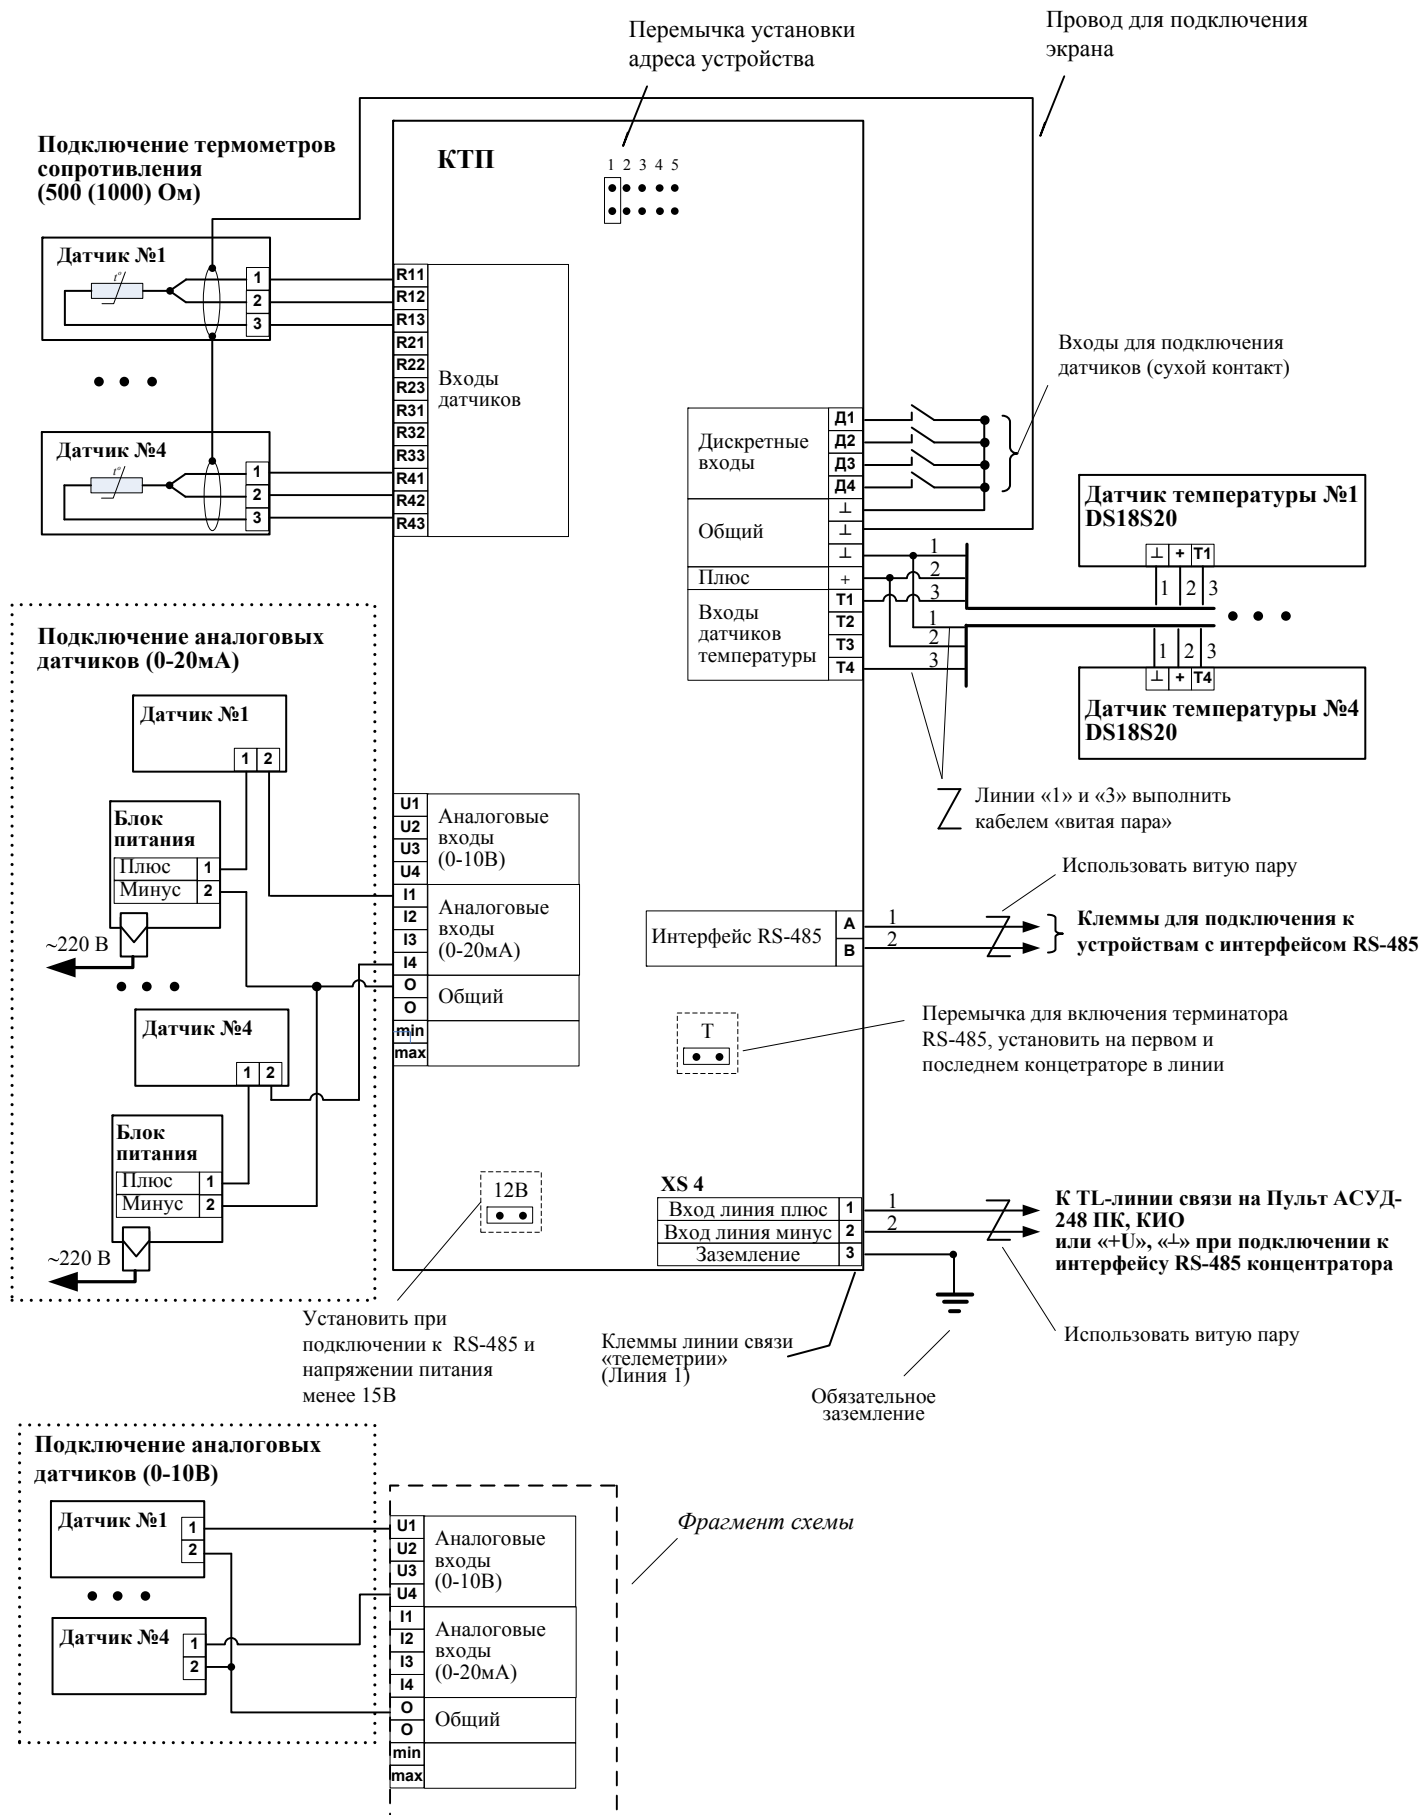 Перемычка установки
адреса устройства
Провод для подключения
экрана
Подключение термометров
сопротивления
(500 (1000) Ом)
КТП
1 2 3 4 5
Датчик №1
t°
1
2
3
R11
R12
R13
R21
R22
R23
R31
R32
R33
R41
R42
R43
Входы
датчиков
Датчик №4
t°
1
2
3
Входы для подключения
датчиков (сухой контакт)
Дискретные
входы
Д1
Д2
Д3
Д4
Общий
⊥
⊥
⊥
Плюс
+
Входы
датчиков
температуры
Т1
Т2
Т3
Т4
1
2
3
1
2
3
Датчик температуры №1
DS18S20
⊥ + Т1
1 2 3
1 2 3
⊥ + Т4
Датчик температуры №4
DS18S20
Линии «1» и «3» выполнить
кабелем «витая пара»
Подключение аналоговых
датчиков (0-20мА)
Датчик №1
1 2
Блок
питания
Плюс 1
Минус 2
~220 В
Датчик №4
1 2
Блок
питания
Плюс 1
Минус 2
~220 В
U1
U2
U3
U4
Аналоговые
входы
(0-10В)
I1
I2
I3
I4
Аналоговые
входы
(0-20мА)
O
O
Общий
min
max
Использовать витую пару
Интерфейс RS-485
A
B
1
2
Клеммы для подключения к
устройствам с интерфейсом RS-485
Т
Перемычка для включения терминатора
RS-485, установить на первом и
последнем концетраторе в линии
12В
Установить при
подключении к RS-485 и
напряжении питания
менее 15В
XS 4
Вход линия плюс 1
Вход линия минус 2
Заземление 3
1
2
К TL-линии связи на Пульт АСУД-
248 ПК, КИО
или «+U», «⊥» при подключении к
интерфейсу RS-485 концентратора
Использовать витую пару
Клеммы линии связи
«телеметрии»
(Линия 1)
Обязательное
заземление
Подключение аналоговых
датчиков (0-10В)
Датчик №1
1
2
Датчик №4
1
2
U1
U2
U3
U4
Аналоговые
входы
(0-10В)
I1
I2
I3
I4
Аналоговые
входы
(0-20мА)
O
O
Общий
min
max
Фрагмент схемы